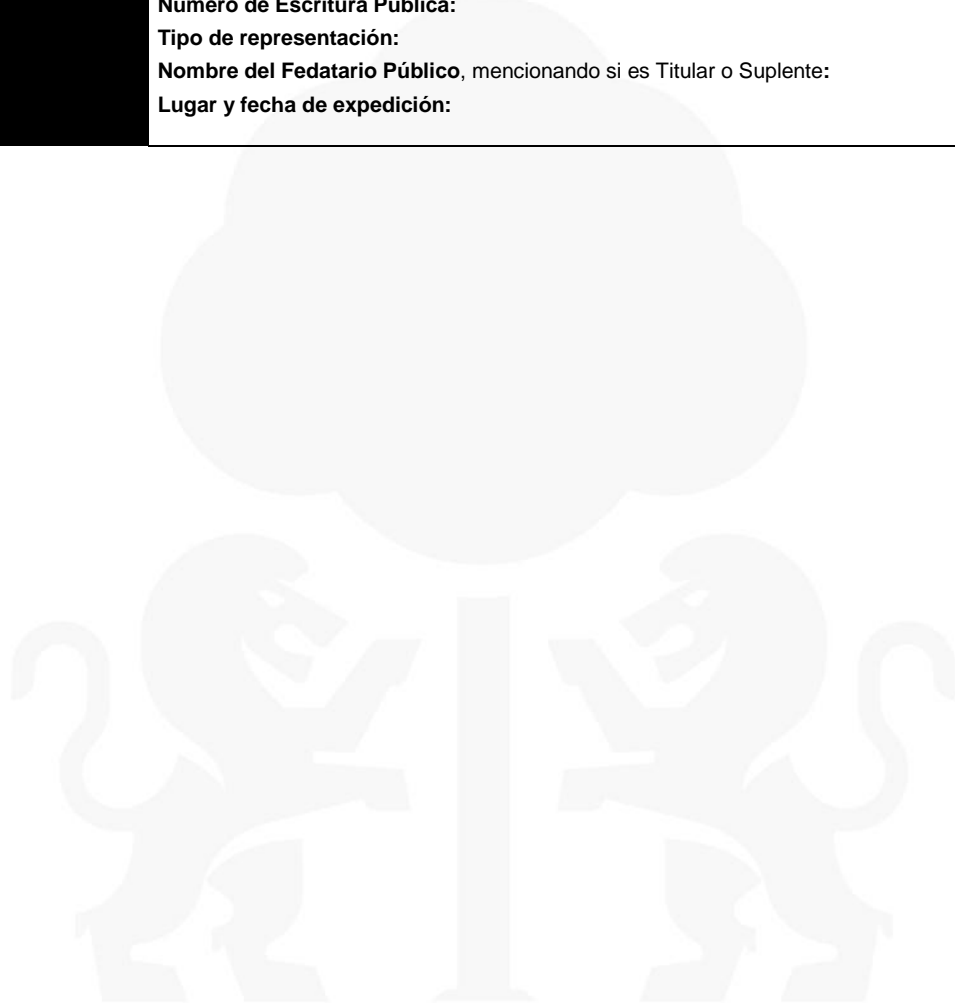 Número de Escritura Pública:
Tipo de representación:
Nombre del Fedatario Público, mencionando si es Titular o Suplente:
Lugar y fecha de expedición: